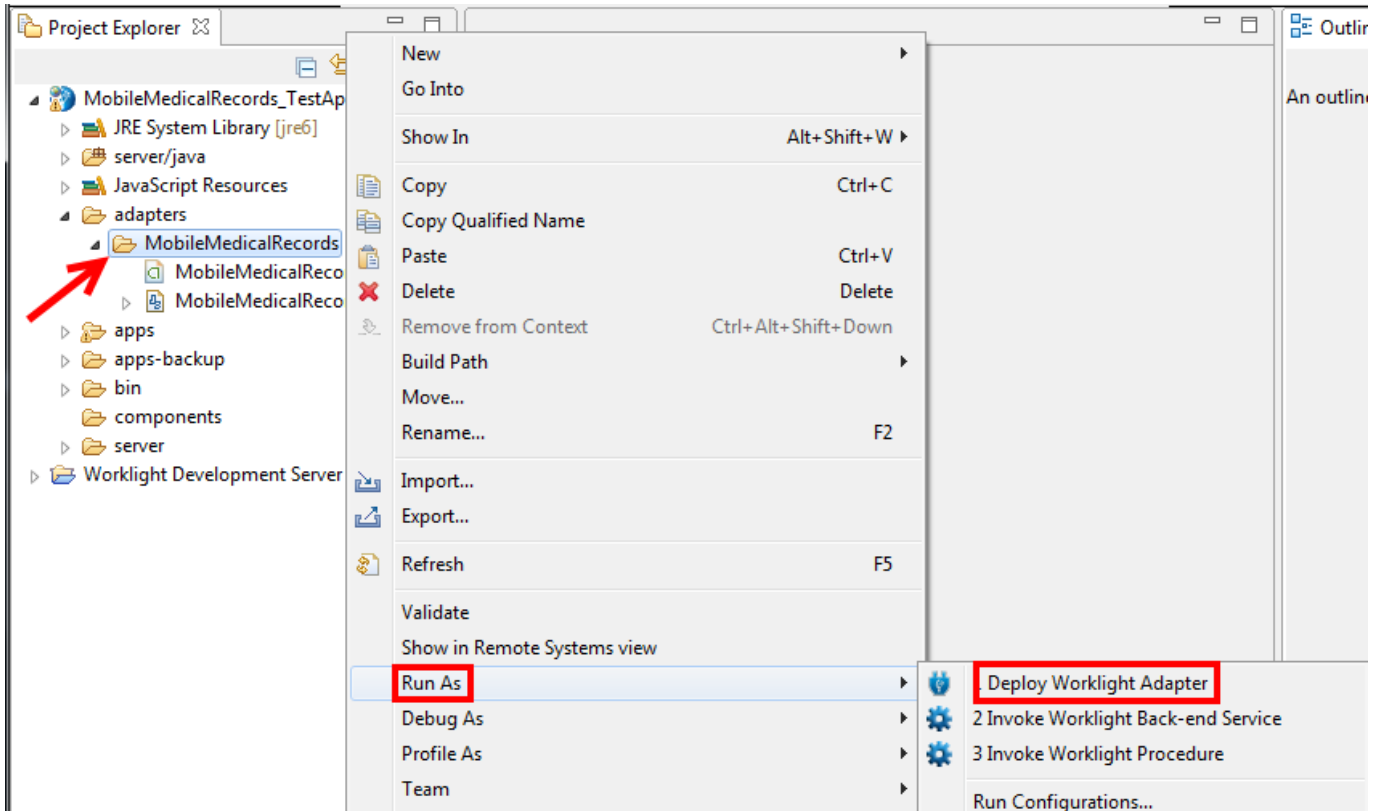 Project Explorer
Outlin
An outline
MobileMedicalRecords_TestAp
JRE System Library [jre6]
server/java
JavaScript Resources
adapters
MobileMedicalRecords
MobileMedicalReco
MobileMedicalReco
apps
apps-backup
bin
components
server
Worklight Development Server
New
Go Into
Show In Alt+Shift+W
Copy Ctrl+C
Copy Qualified Name
Paste Ctrl+V
Delete Delete
Remove from Context Ctrl+Alt+Shift+Down
Build Path
Move...
Rename... F2
Import...
Export...
Refresh F5
Validate
Show in Remote Systems view
Run As
Debug As
Profile As
Team
1 Deploy Worklight Adapter
2 Invoke Worklight Back-end Service
3 Invoke Worklight Procedure
Run Configurations...